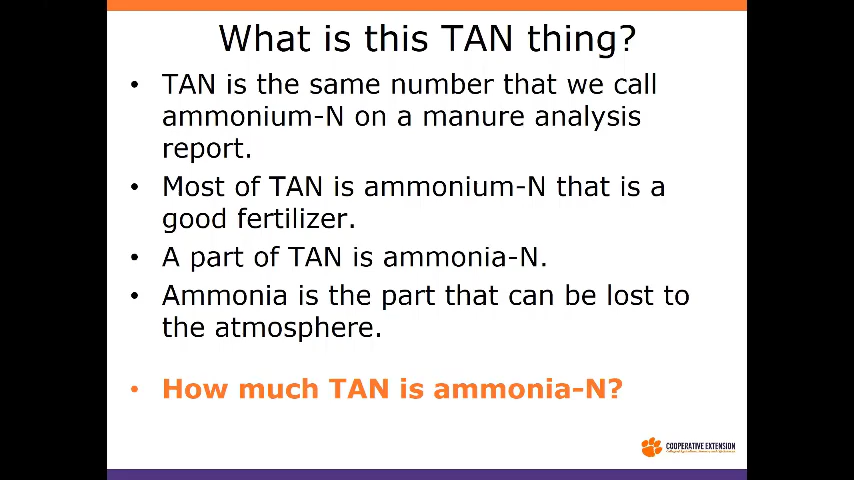 What is this TAN thing?
• TAN is the same number that we call
ammonium-N on a manure analysis
report.
• Most of TAN is ammonium-N that is a
good fertilizer.
• A part of TAN is ammonia-N.
• Ammonia is the part that can be lost to
the atmosphere.
• How much TAN is ammonia-N?
COOPERATIVE EXTENSION